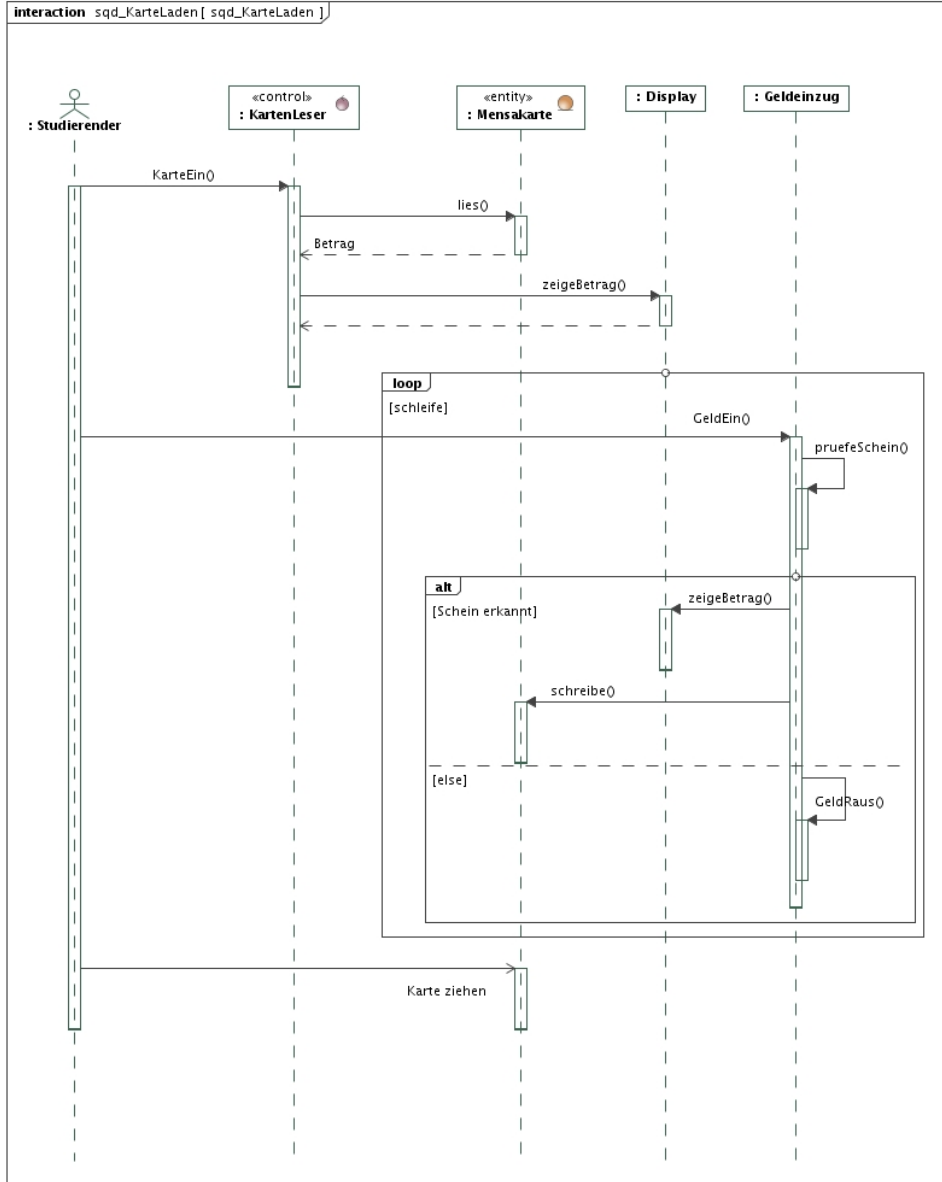 interaction sqd_KarteLaden [ sqd_KarteLaden ]
: Studierender
«control»
: KartenLeser
«entity»
: Mensakarte
: Display
: Geldeinzug
KarteEin()
lies()
Betrag
zeigeBetrag()
loop
[schleife]
GeldEin()
pruefeSchein()
alt
[Schein erkannt]
zeigeBetrag()
schreibe()
[else]
GeldRaus()
Karte ziehen